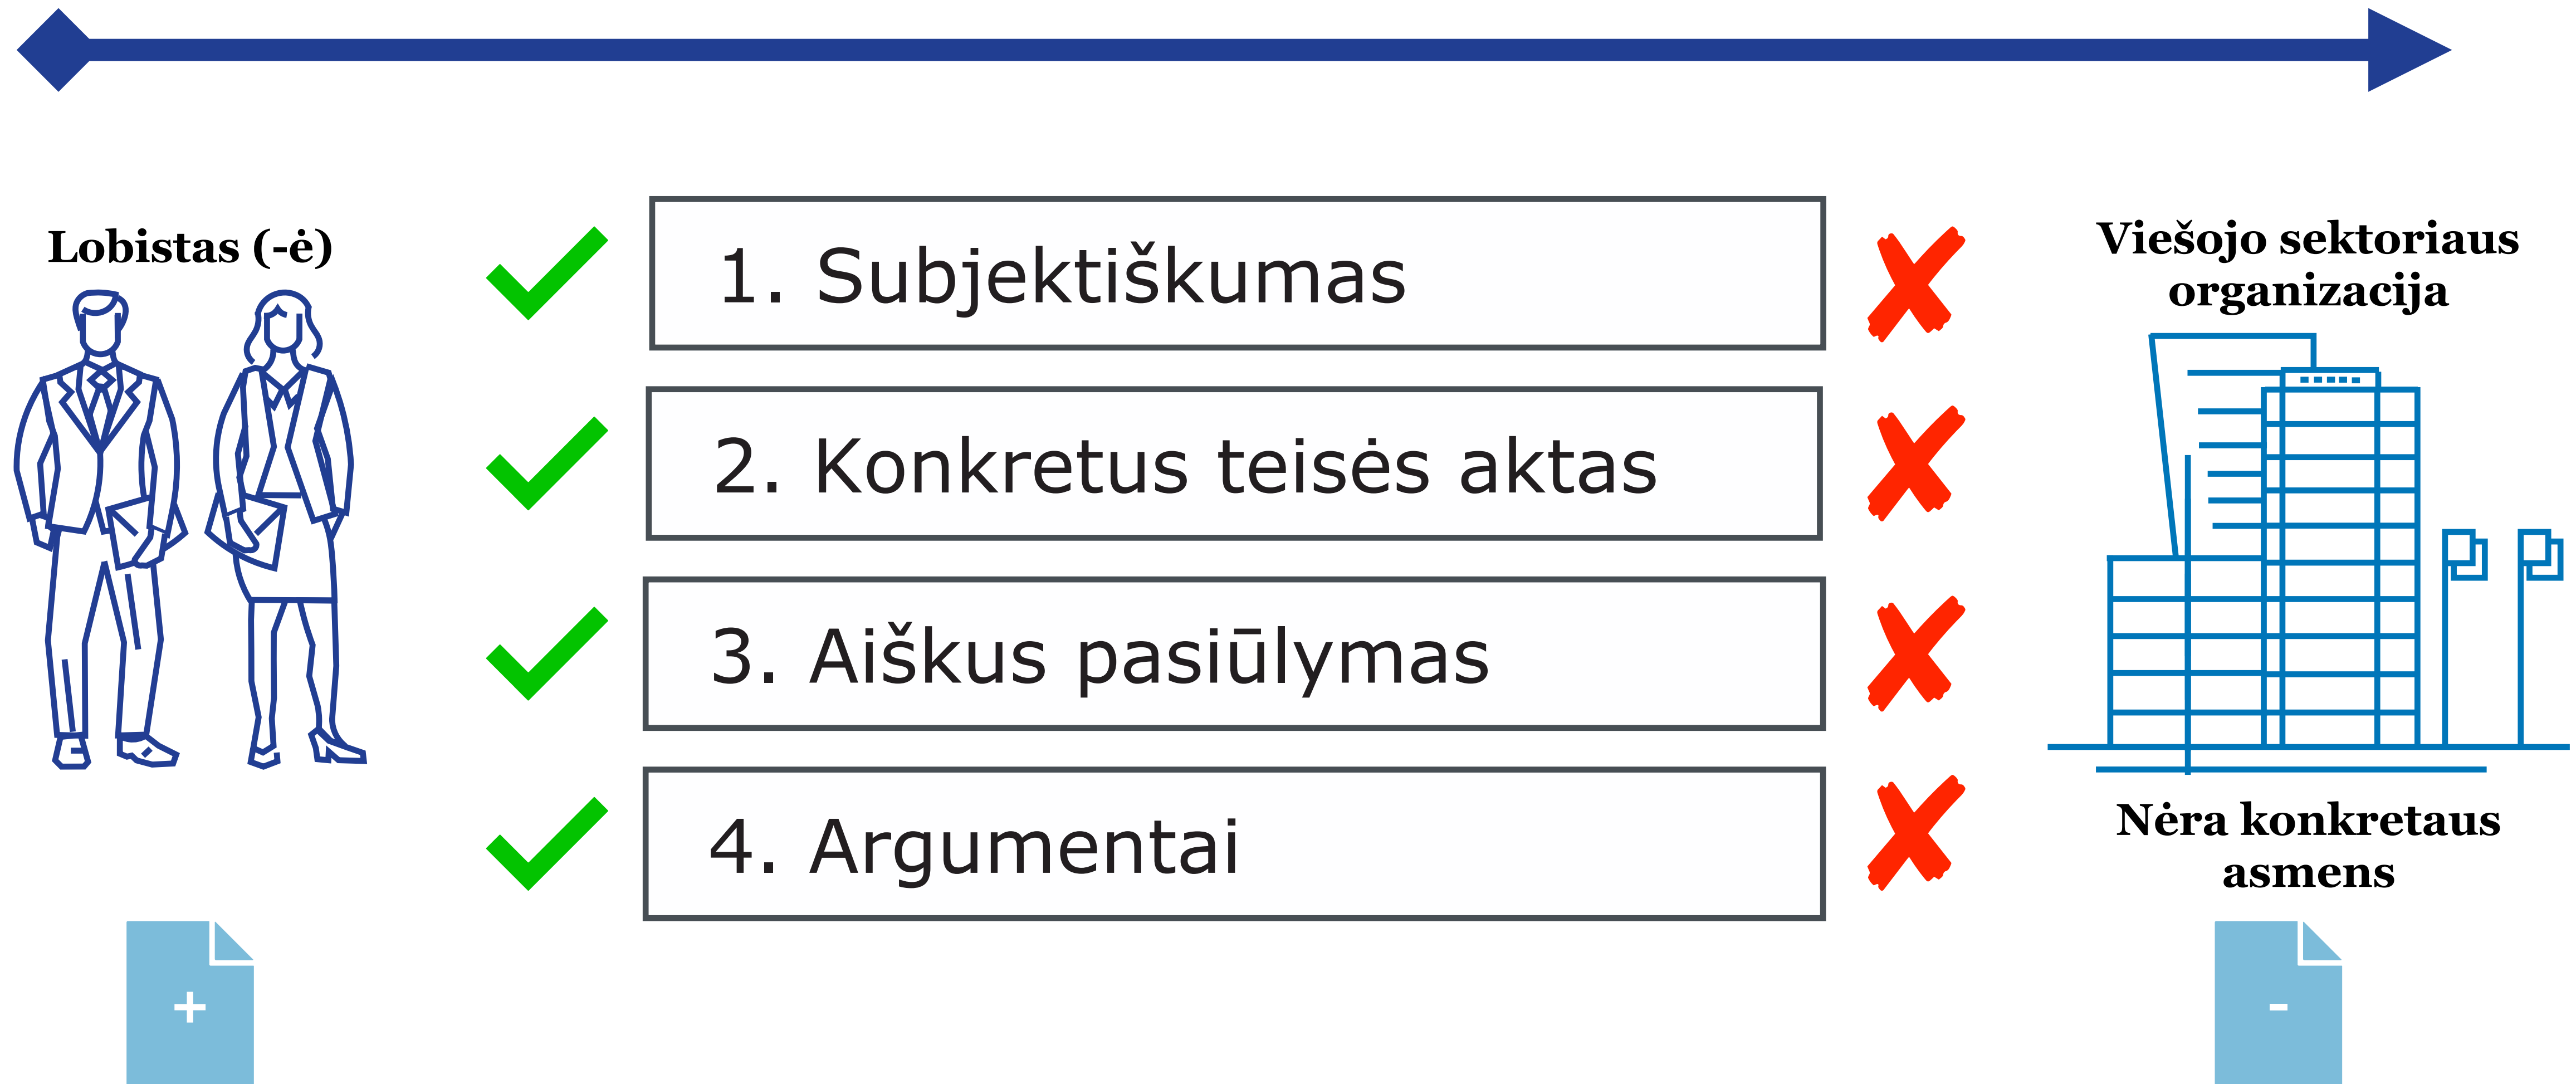 Lobistas (-ė)
1. Subjektiškumas
2. Konkretus teisės aktas
3. Aiškus pasiūlymas
4. Argumentai
Viešojo sektoriaus
organizacija
Nėra konkretaus
asmens
+
-